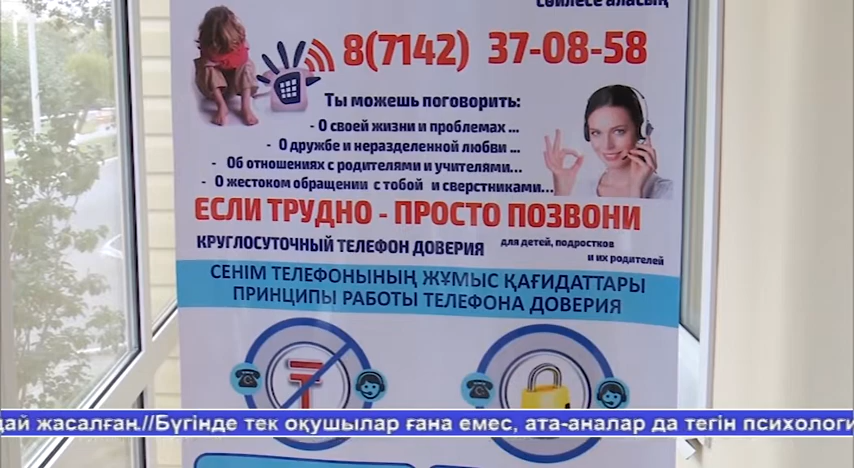 сөйлесе аласың
8(7142) 37-08-58
Ты можешь поговорить:
- О своей жизни и проблемах ...
- О дружбе и неразделенной любви ...
- Об отношениях с родителями и учителями...
- О жестоком обращении с тобой и сверстниками...
ЕСЛИ ТРУДНО - ПРОСТО ПОЗВОНИ
КРУГЛОСУТОЧНЫЙ ТЕЛЕФОН ДОВЕРИЯ для детей, подростков
и их родителей
СЕНІМ ТЕЛЕФОНЫНЫҢ ЖҰМЫС ҚАҒИДАТТАРЫ
ПРИНЦИПЫ РАБОТЫ ТЕЛЕФОНА ДОВЕРИЯ
дай жасалған.//Бүгінде тек оқушылар ғана емес, ата-аналар да тегін психологи